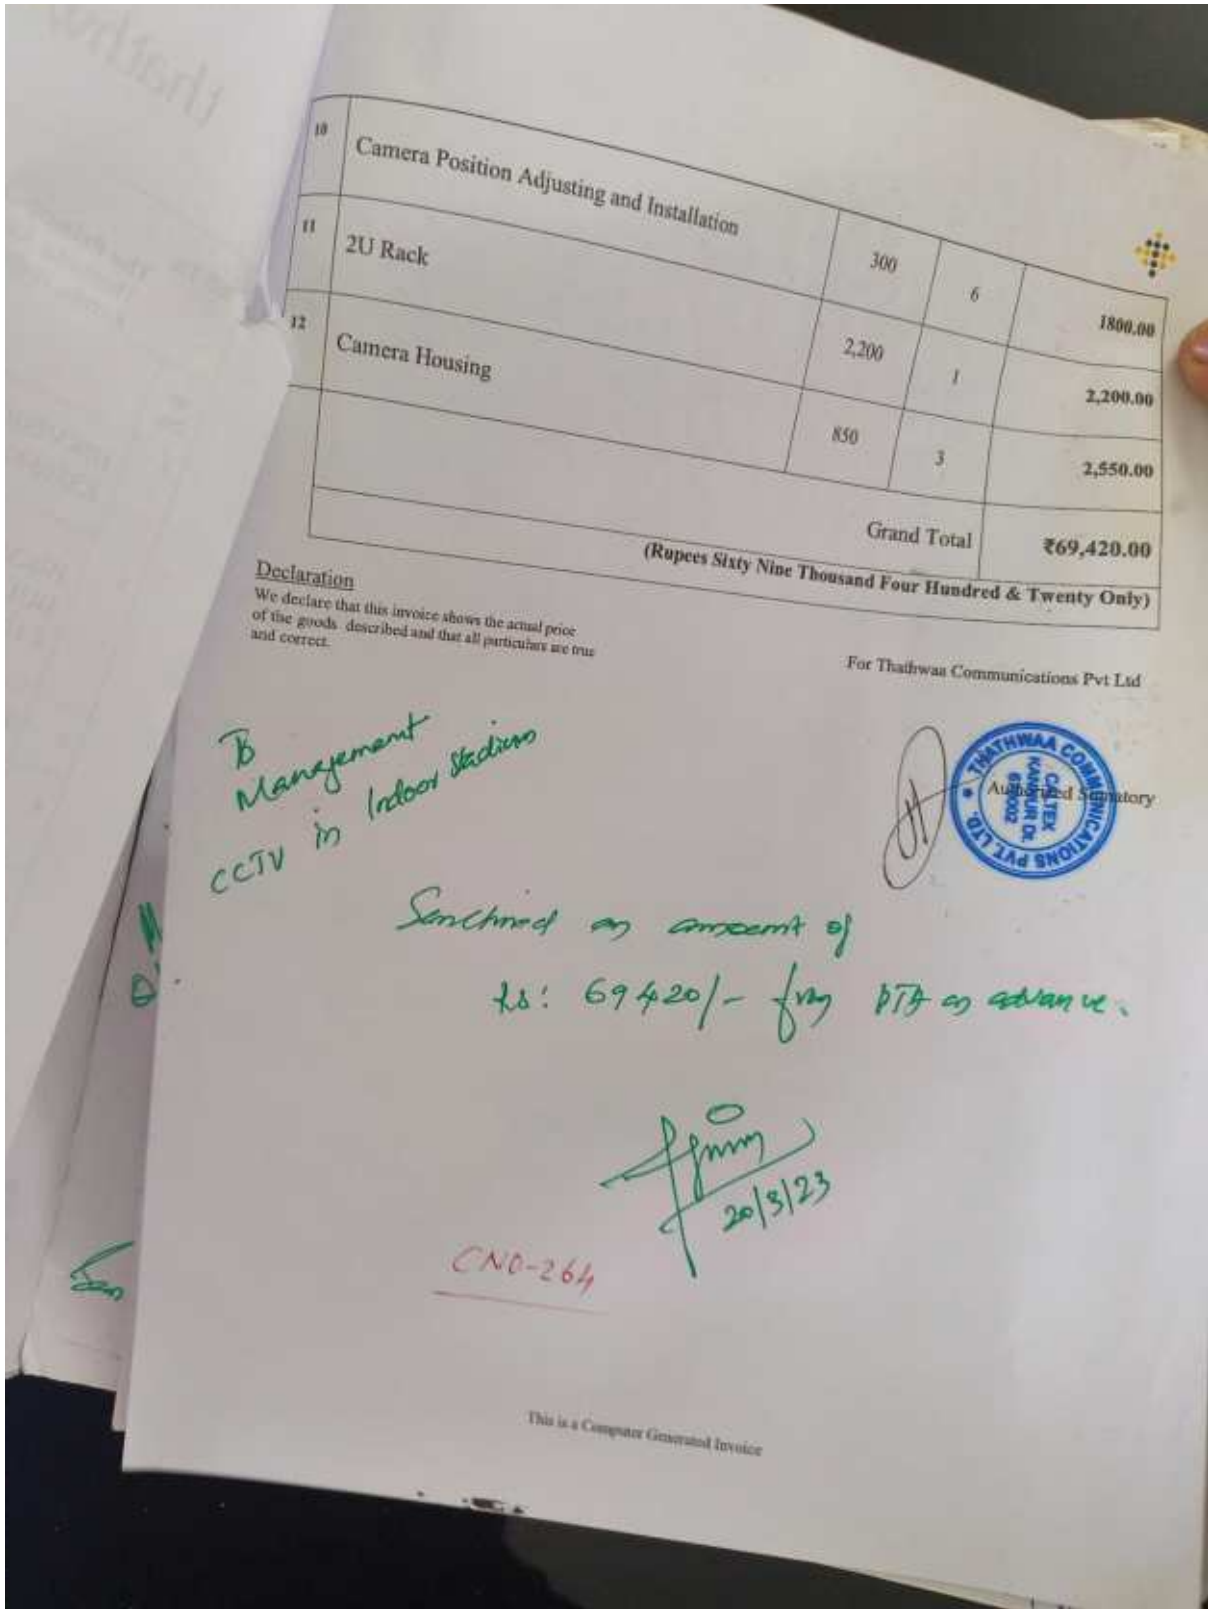 10 Camera Position Adjusting and Installation 300 6 1800.00
11 2U Rack 2,200 1 2,200.00
12 Camera Housing 850 3 2,550.00
Grand Total ₹69,420.00
(Rupees Sixty Nine Thousand Four Hundred & Twenty Only)
Declaration
We declare that this invoice shows the actual price
of the goods described and that all particulars are true
and correct.
For Thathwaa Communications Pvt Ltd
Authorized Signatory
THATHWAA COMMUNICATIONS PVT. LTD.
CALTEX
KANNUR DT.
670002
To
Management
CCTV in Indoor Stadium
Sanctioned an amount of
Rs: 69420/- from PTA as advance.
20/3/23
CNO-264
This is a Computer Generated Invoice